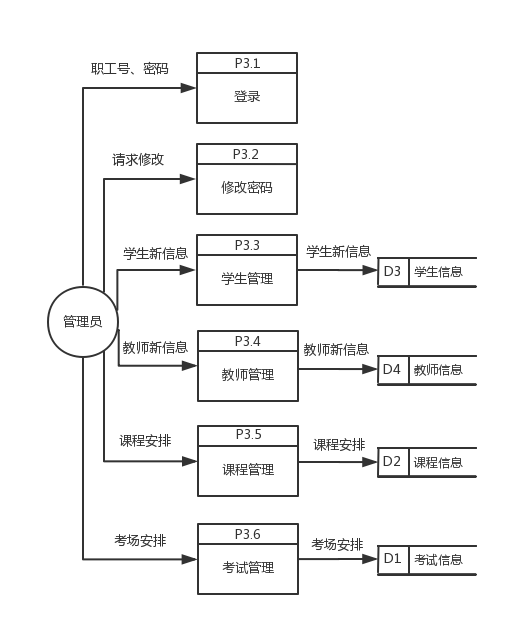 职工号、密码
P3.1
登录
请求修改
P3.2
修改密码
学生新信息
P3.3
学生管理
学生新信息
D3
学生信息
管理员
教师新信息
P3.4
教师管理
教师新信息
D4
教师信息
课程安排
P3.5
课程管理
课程安排
D2
课程信息
考场安排
P3.6
考试管理
考场安排
D1
考试信息